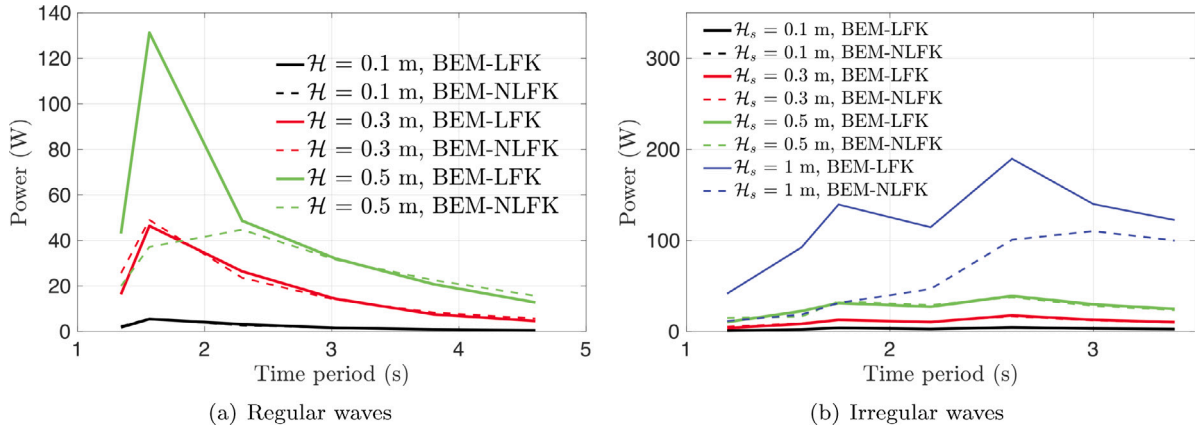 140
120
100
80
60
40
20
0
Power (W)
1
2
3
4
5
Time period (s)
ℋ = 0.1 m, BEM-LFK
ℋ = 0.1 m, BEM-NLFK
ℋ = 0.3 m, BEM-LFK
ℋ = 0.3 m, BEM-NLFK
ℋ = 0.5 m, BEM-LFK
ℋ = 0.5 m, BEM-NLFK
(a) Regular waves
300
200
100
0
Power (W)
1
2
3
Time period (s)
ℋₛ = 0.1 m, BEM-LFK
ℋₛ = 0.1 m, BEM-NLFK
ℋₛ = 0.3 m, BEM-LFK
ℋₛ = 0.3 m, BEM-NLFK
ℋₛ = 0.5 m, BEM-LFK
ℋₛ = 0.5 m, BEM-NLFK
ℋₛ = 1 m, BEM-LFK
ℋₛ = 1 m, BEM-NLFK
(b) Irregular waves